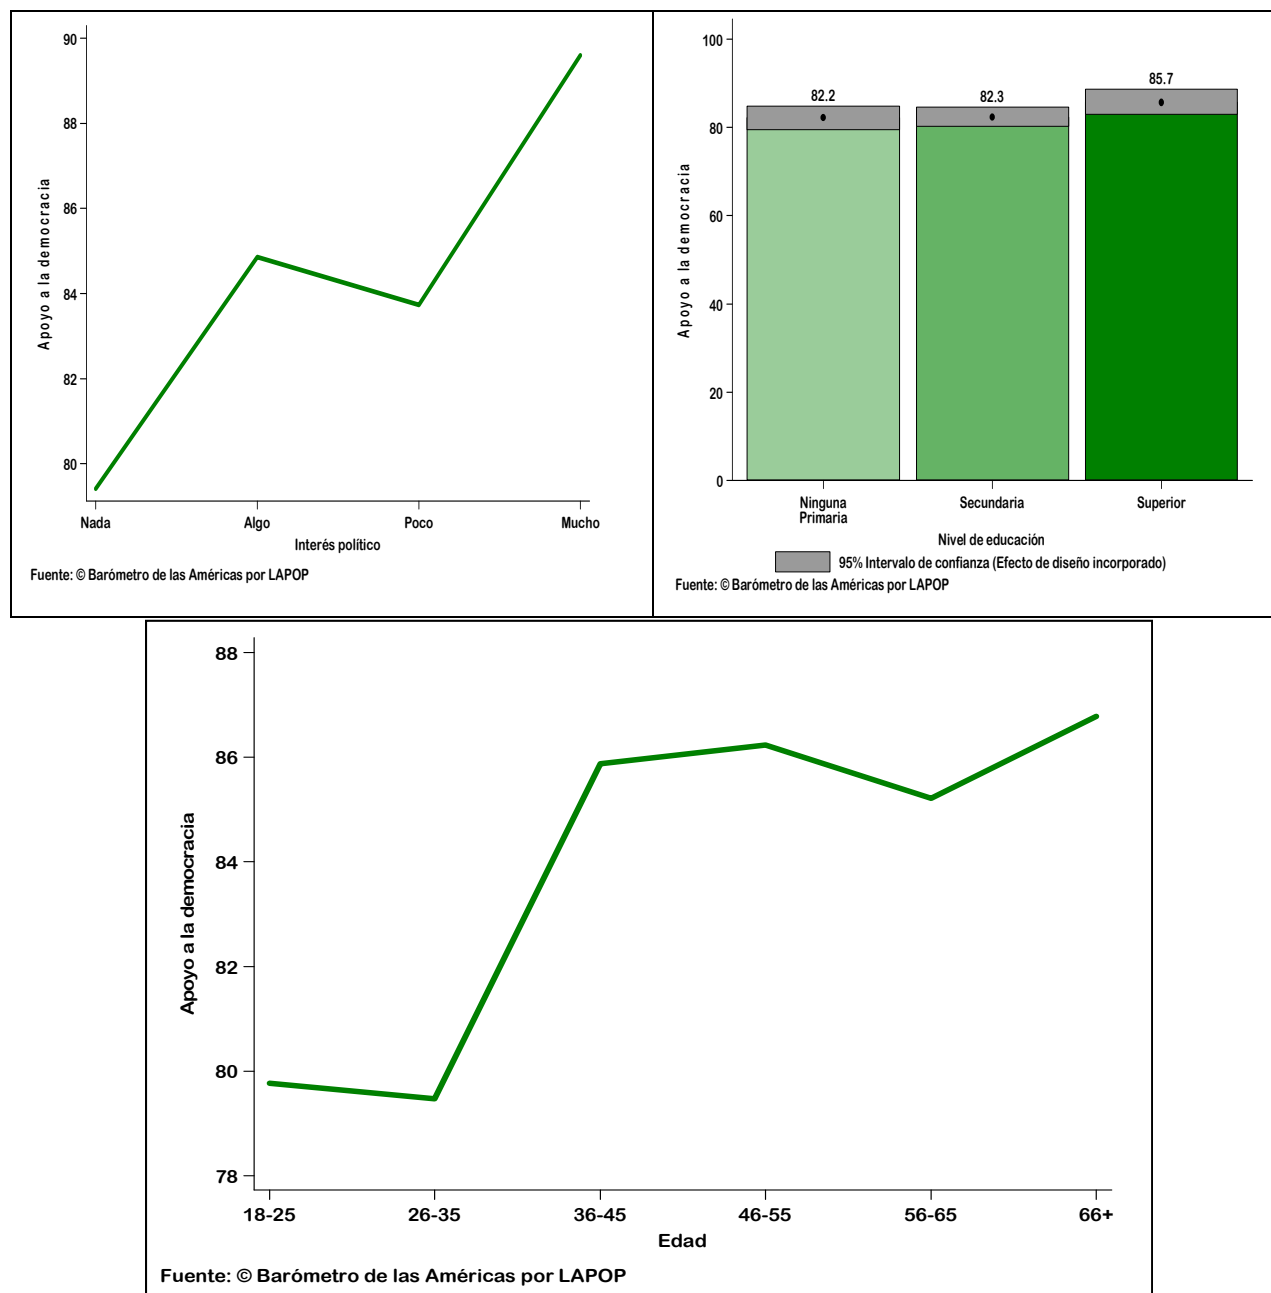 90
88
86
84
82
80
Apoyo a la democracia
Nada Algo Poco Mucho
Interés político
Fuente: © Barómetro de las Américas por LAPOP
100
80
60
40
20
0
Apoyo a la democracia
82.2 82.3 85.7
Ninguna Secundaria Superior
Primaria
Nivel de educación
95% Intervalo de confianza (Efecto de diseño incorporado)
Fuente: © Barómetro de las Américas por LAPOP
88
86
84
82
80
78
Apoyo a la democracia
18-25 26-35 36-45 46-55 56-65 66+
Edad
Fuente: © Barómetro de las Américas por LAPOP